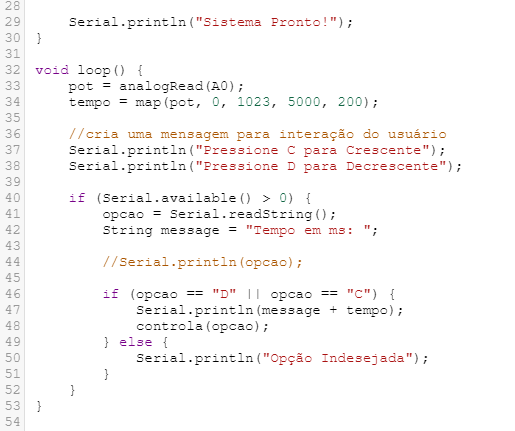 28
29 Serial.println("Sistema Pronto!");
30 }
31
32 void loop() {
33 pot = analogRead(A0);
34 tempo = map(pot, 0, 1023, 5000, 200);
35
36 //cria uma mensagem para interação do usuário
37 Serial.println("Pressione C para Crescente");
38 Serial.println("Pressione D para Decrescente");
39
40 if (Serial.available() > 0) {
41 opcao = Serial.readString();
42 String message = "Tempo em ms: ";
43
44 //Serial.println(opcao);
45
46 if (opcao == "D" || opcao == "C") {
47 Serial.println(message + tempo);
48 controla(opcao);
49 } else {
50 Serial.println("Opção Indesejada");
51 }
52 }
53 }
54